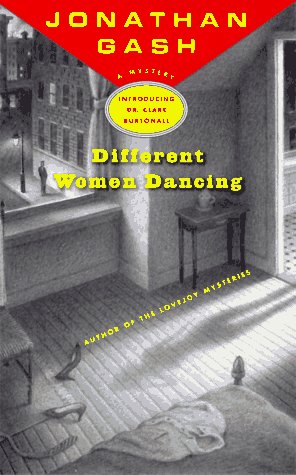 JONATHAN
GASH
A MYSTERY
INTRODUCING
DR. CLARE
BURTONALL
Different
Women Dancing
AUTHOR OF THE LOVEJOY MYSTERIES